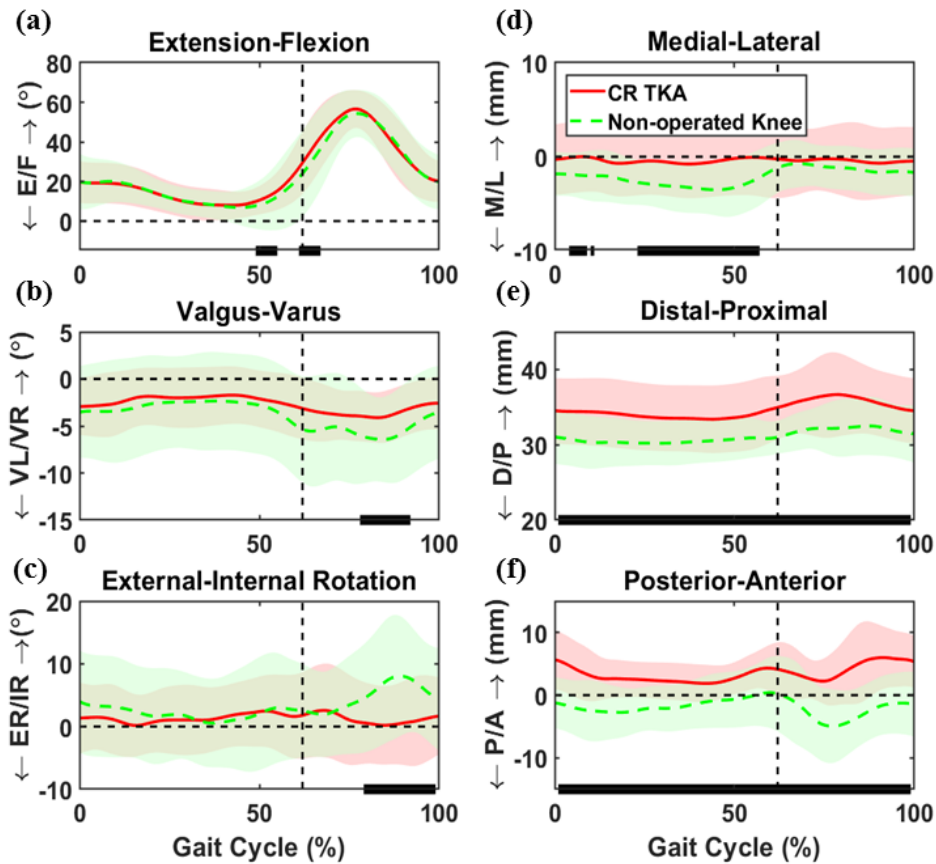 (a)
Extension-Flexion
← E/F → (°)
80
60
40
20
0
0
50
100
(b)
Valgus-Varus
← VL/VR → (°)
5
0
-5
-10
-15
0
50
100
(c)
External-Internal Rotation
← ER/IR →(°)
20
10
0
-10
0
50
100
Gait Cycle (%)
(d)
Medial-Lateral
← M/L → (mm)
10
0
-10
0
50
100
CR TKA
Non-operated Knee
(e)
Distal-Proximal
← D/P → (mm)
40
30
20
0
50
100
(f)
Posterior-Anterior
← P/A → (mm)
10
0
-10
0
50
100
Gait Cycle (%)